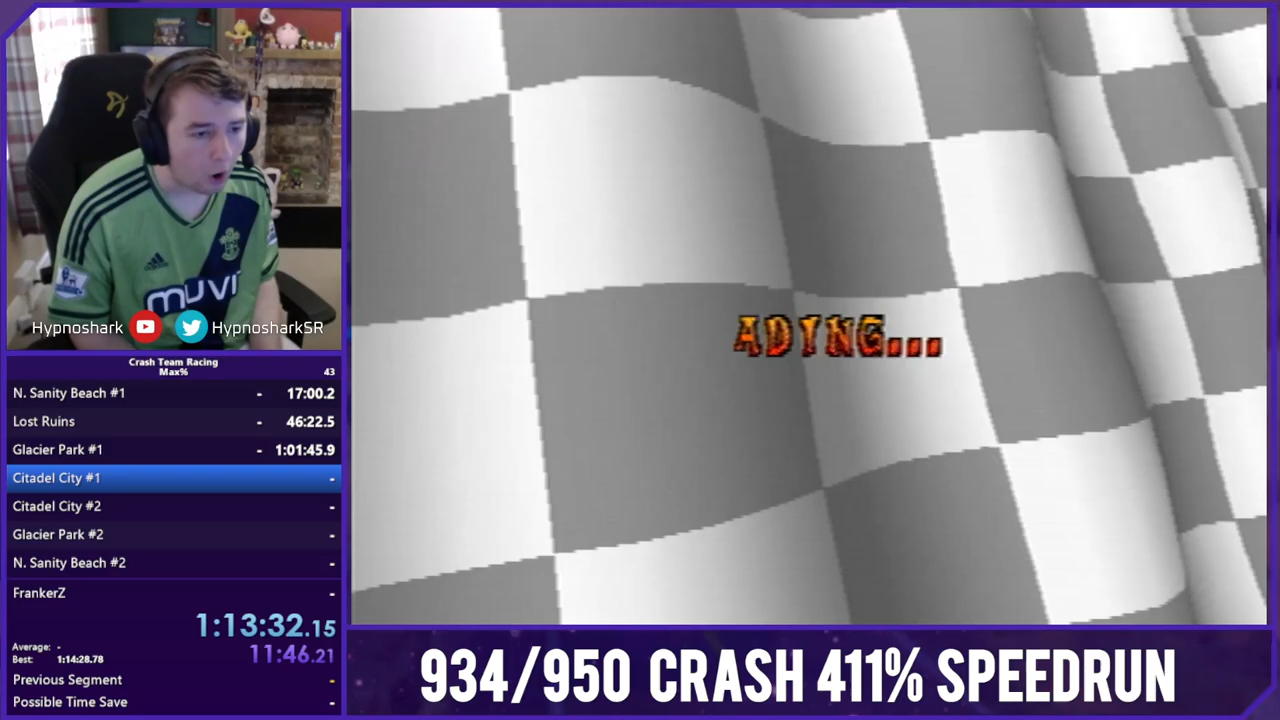 muvi
Hypnoshark
HypnosharkSR
Crash Team Racing
Max%
43
N. Sanity Beach #1 - 17:00.2
Lost Ruins - 46:22.5
Glacier Park #1 - 1:01:45.9
Citadel City #1 -
Citadel City #2 -
Glacier Park #2 -
N. Sanity Beach #2 -
FrankerZ -
1:13:32.15
Average: -
Best: 1:14:28.78
11:46.21
Previous Segment -
Possible Time Save -
ADYNG...
934/950 CRASH 411% SPEEDRUN